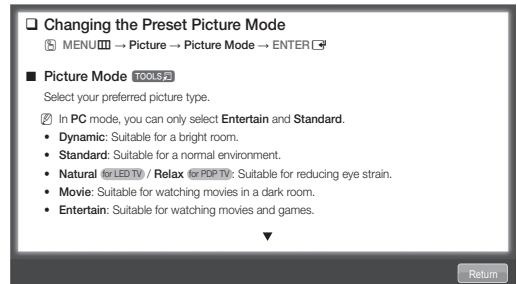 ❑ Changing the Preset Picture Mode
MENU → Picture → Picture Mode → ENTER
■ Picture Mode TOOLS
Select your preferred picture type.
In PC mode, you can only select Entertain and Standard.
• Dynamic: Suitable for a bright room.
• Standard: Suitable for a normal environment.
• Natural for LED TV / Relax for PDP TV: Suitable for reducing eye strain.
• Movie: Suitable for watching movies in a dark room.
• Entertain: Suitable for watching movies and games.
▼
Return